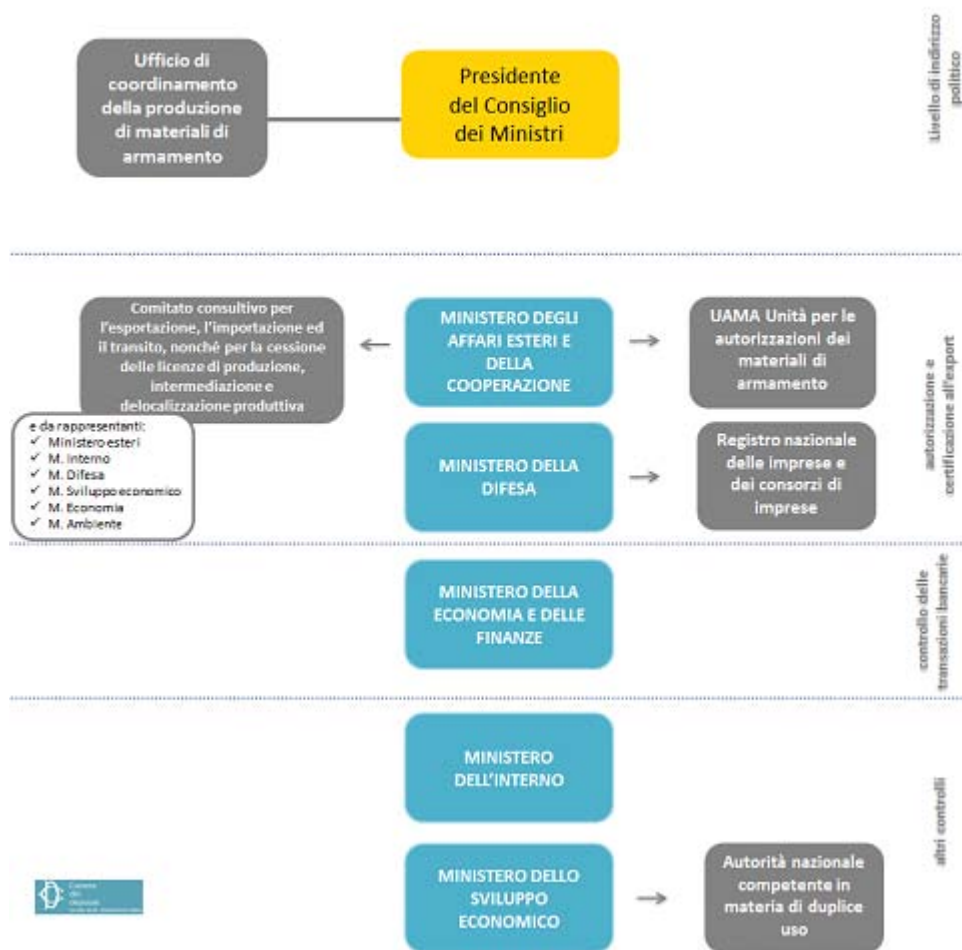 Ufficio di
coordinamento
della produzione
di materiali di
armamento
Presidente
del Consiglio
dei Ministri
Livello di indirizzo
politico
Comitato consultivo per
l'esportazione, l'importazione ed
il transito, nonché per la cessione
delle licenze di produzione,
intermediazione e
delocalizzazione produttiva
e da rappresentanti:
✓ Ministero esteri
✓ M. Interno
✓ M. Difesa
✓ M. Sviluppo economico
✓ M. Economia
✓ M. Ambiente
MINISTERO DEGLI
AFFARI ESTERI E
DELLA
COOPERAZIONE
UAMA Unità per le
autorizzazioni dei
materiali di
armamento
MINISTERO DELLA
DIFESA
Registro nazionale
delle imprese e
dei consorzi di
imprese
autorizzazione e
certificazione all'export
MINISTERO DELLA
ECONOMIA E DELLE
FINANZE
controllo delle
transazioni bancarie
MINISTERO
DELL'INTERNO
MINISTERO DELLO
SVILUPPO
ECONOMICO
Autorità nazionale
competente in
materia di duplice
uso
altri controlli
Camera
dei
deputati